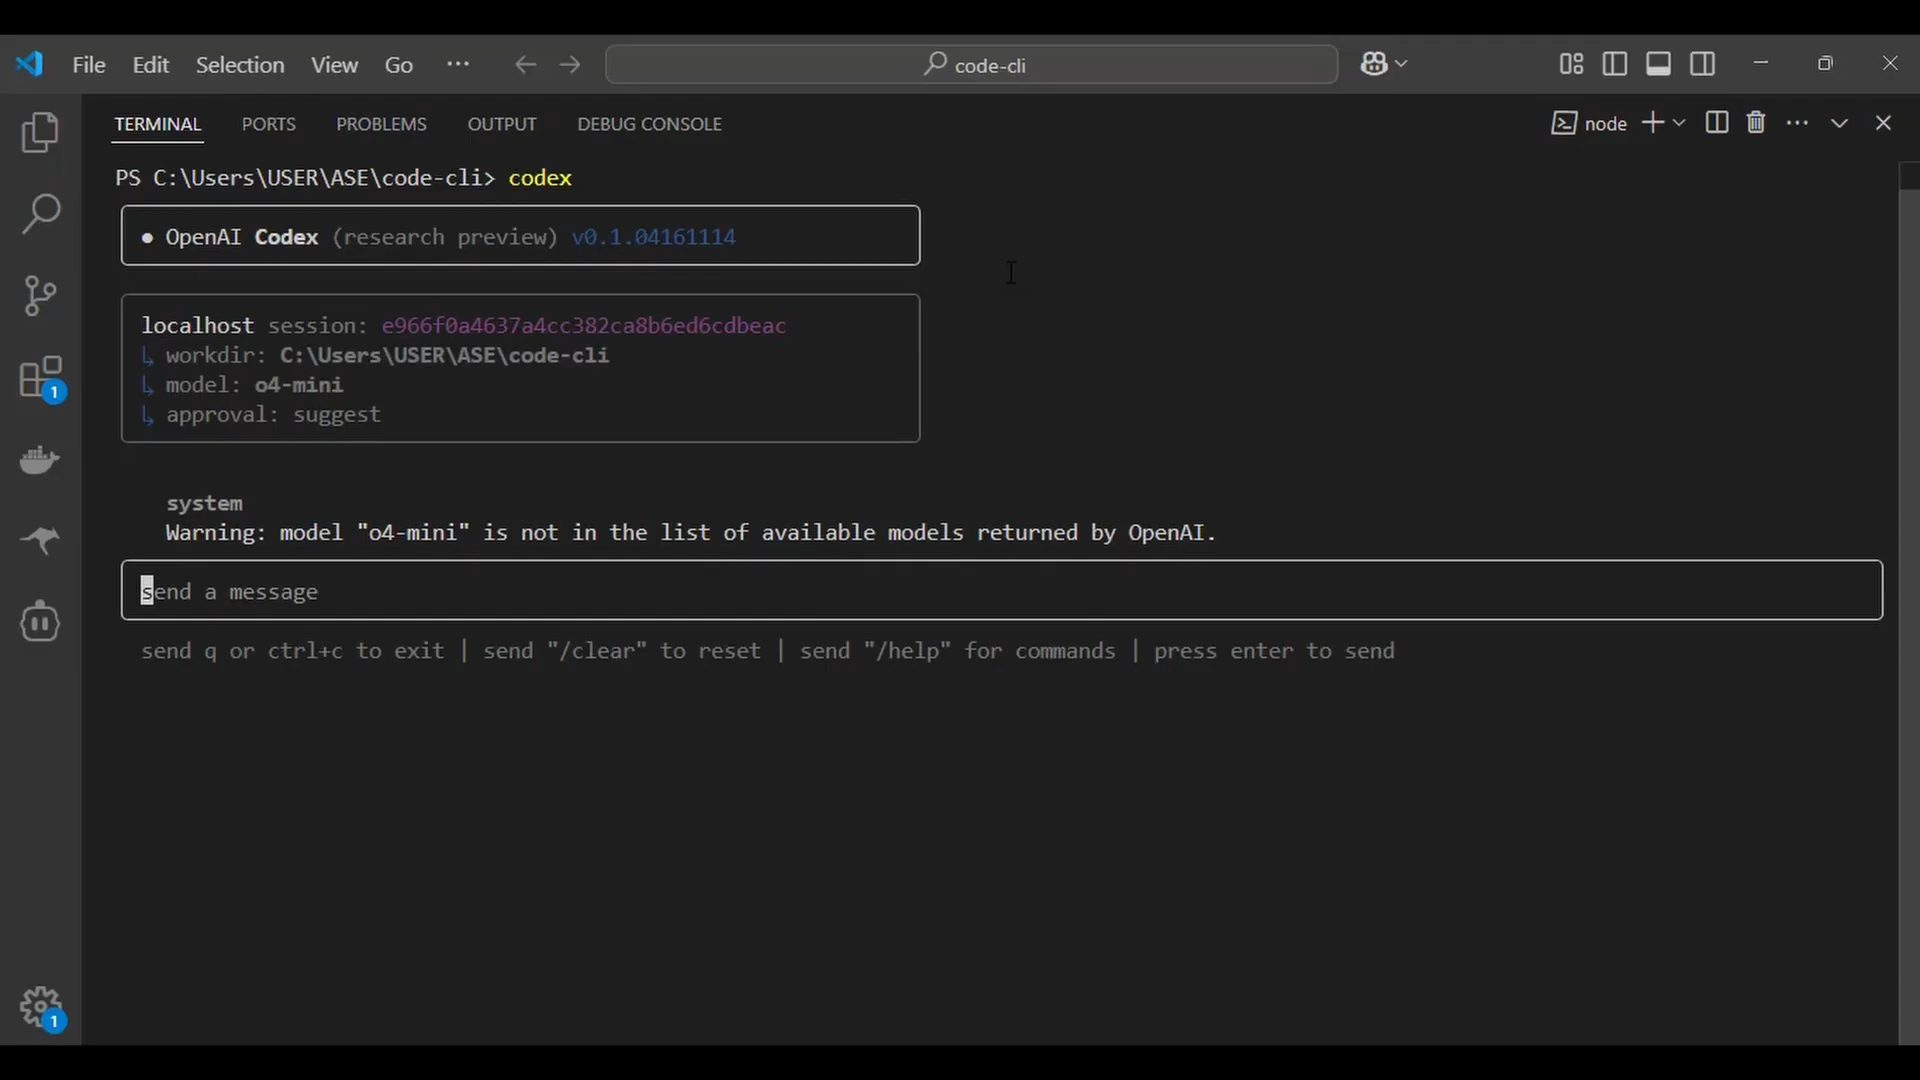 File Edit Selection View Go ··· code-cli
TERMINAL PORTS PROBLEMS OUTPUT DEBUG CONSOLE node
PS C:\Users\USER\ASE\code-cli> codex
● OpenAI Codex (research preview) v0.1.04161114
localhost session: e966f0a4637a4cc382ca8b6ed6cdbeac
↳ workdir: C:\Users\USER\ASE\code-cli
↳ model: o4-mini
↳ approval: suggest
system
Warning: model "o4-mini" is not in the list of available models returned by OpenAI.
send a message
send q or ctrl+c to exit | send "/clear" to reset | send "/help" for commands | press enter to send
1
1